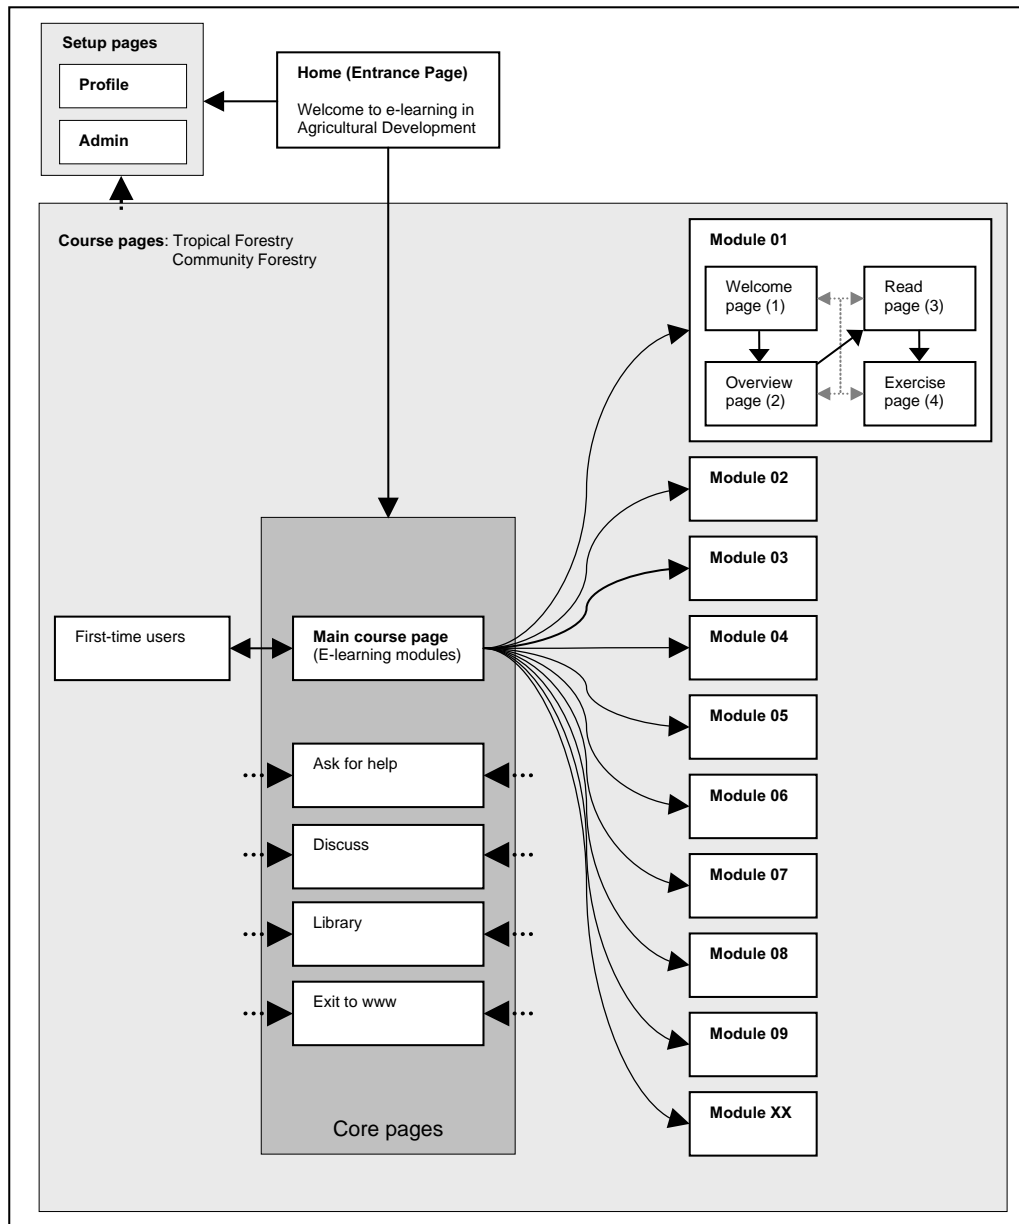 Setup pages
Profile
Admin
Home (Entrance Page)
Welcome to e-learning in
Agricultural Development
Course pages: Tropical Forestry
Community Forestry
Module 01
Welcome
page (1)
Read
page (3)
Overview
page (2)
Exercise
page (4)
Module 02
Module 03
First-time users
Main course page
(E-learning modules)
Module 04
Module 05
Ask for help
Module 06
Discuss
Module 07
Library
Module 08
Exit to www
Module 09
Module XX
Core pages